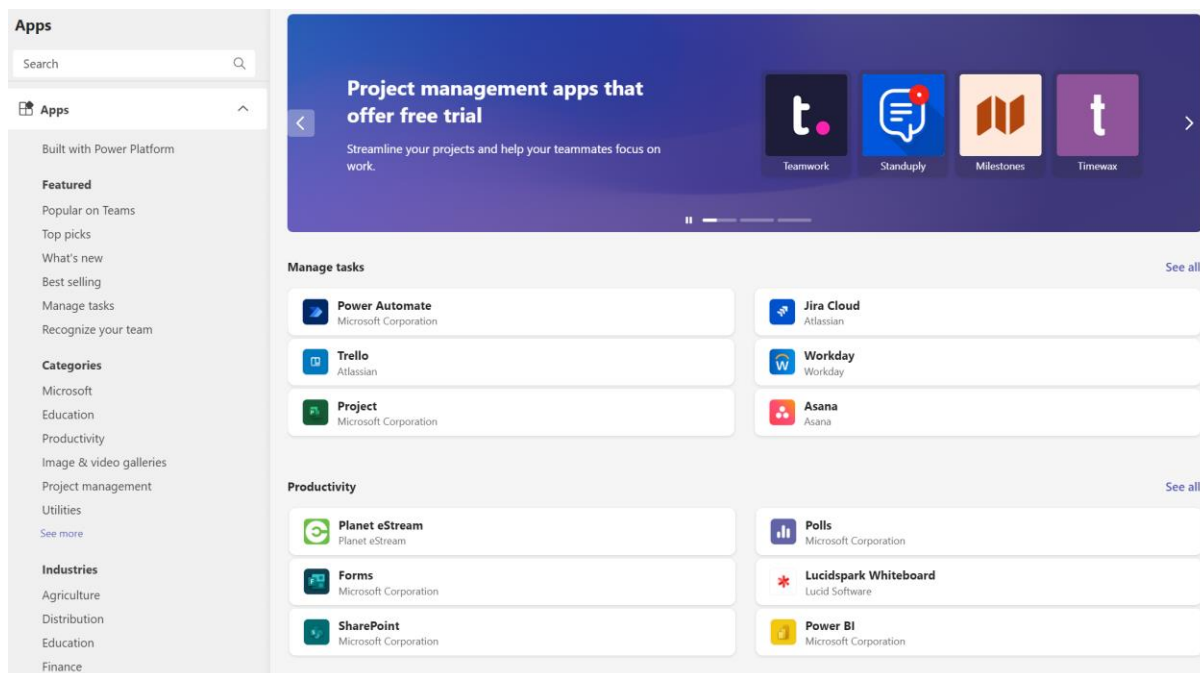 Apps
Search
Apps
Built with Power Platform
Featured
Popular on Teams
Top picks
What's new
Best selling
Manage tasks
Recognize your team
Categories
Microsoft
Education
Productivity
Image & video galleries
Project management
Utilities
See more
Industries
Agriculture
Distribution
Education
Finance
Project management apps that
offer free trial
Streamline your projects and help your teammates focus on
work.
t.
Teamwork
Standuply
Milestones
t
Timewax
Manage tasks
See all
Power Automate
Microsoft Corporation
Jira Cloud
Atlassian
Trello
Atlassian
W
Workday
Workday
Project
Microsoft Corporation
Asana
Asana
Productivity
See all
Planet eStream
Planet eStream
Polls
Microsoft Corporation
F
Forms
Microsoft Corporation
Lucidspark Whiteboard
Lucid Software
S
SharePoint
Microsoft Corporation
Power BI
Microsoft Corporation